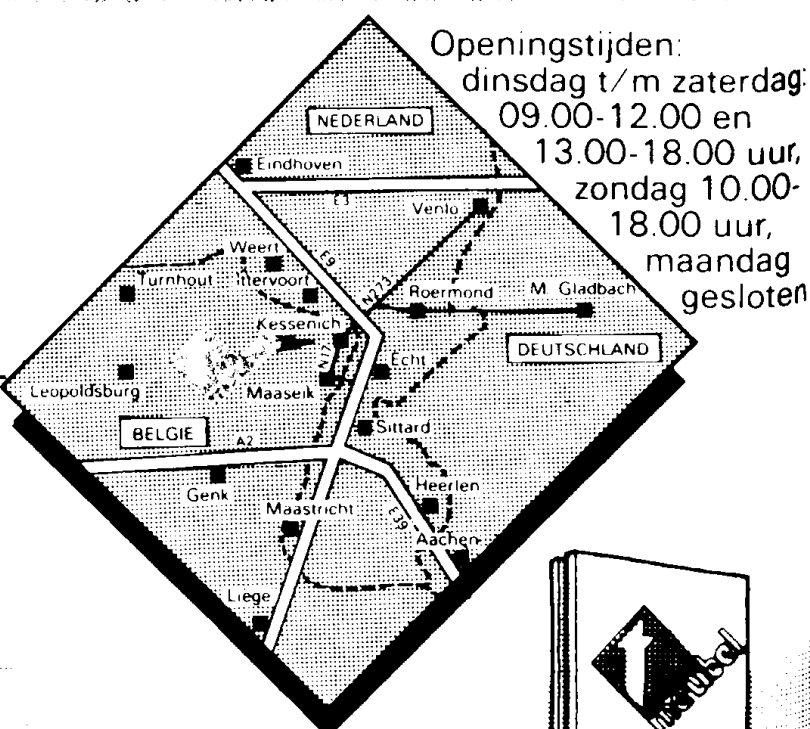 Openingstijden:
dinsdag t/m zaterdag:
09.00-12.00 en
13.00-18.00 uur,
zondag 10.00-
18.00 uur,
maandag
gesloten
NEDERLAND
Eindhoven
E3
Venlo
Weert
E9
Turnhout
Ittervoort
N273
Roermond
M. Gladbach
Kessenich
DEUTSCHLAND
Echt
Leopoldsburg
Maaseik
BELGIE
A2
Sittard
Genk
Heerlen
Maastricht
E39
Aachen
Liege